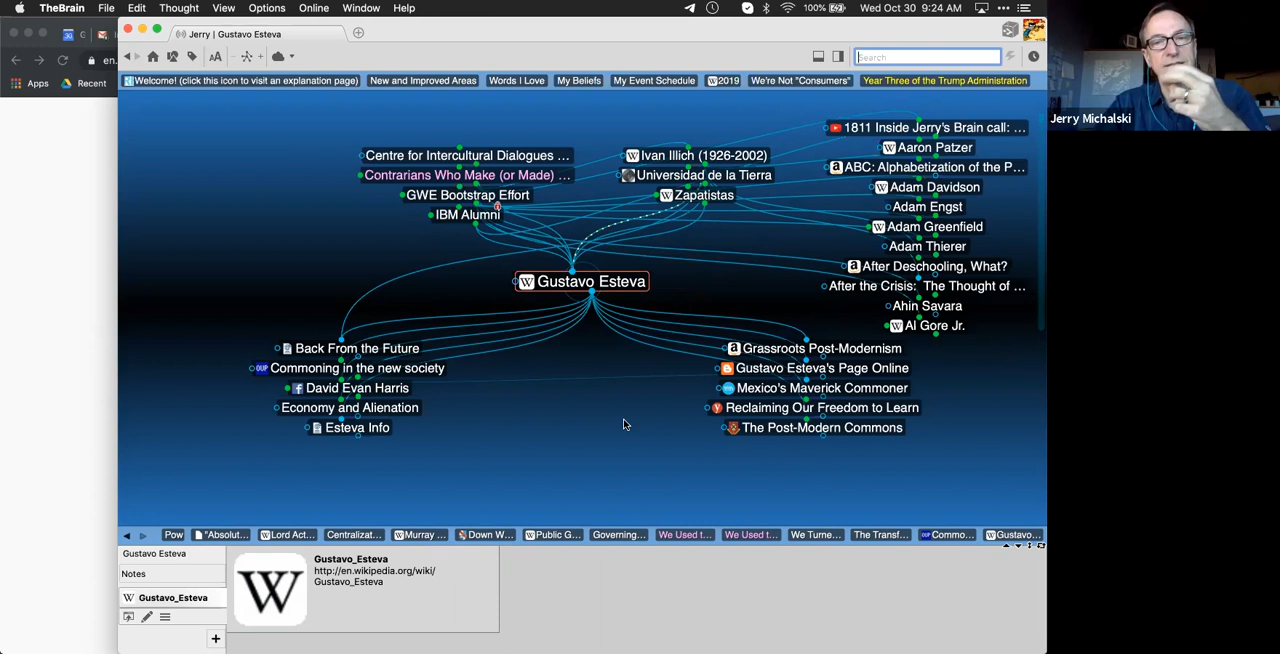 TheBrain File Edit Thought View Options Online Window Help 100% Wed Oct 30 9:24 AM
Jerry | Gustavo Esteva
Search
Apps Recent
Welcome! (click this icon to visit an explanation page) New and Improved Areas Words I Love My Beliefs My Event Schedule 2019 We're Not "Consumers" Year Three of the Trump Administration
Jerry Michalski
1811 Inside Jerry's Brain call: ...
Aaron Patzer
ABC: Alphabetization of the P...
Adam Davidson
Adam Engst
Adam Greenfield
Adam Thierer
After Deschooling, What?
After the Crisis: The Thought of ...
Ahin Savara
Al Gore Jr.
Centre for Intercultural Dialogues ...
Contrarians Who Make (or Made) ...
GWE Bootstrap Effort
IBM Alumni
Ivan Illich (1926-2002)
Universidad de la Tierra
Zapatistas
Gustavo Esteva
Back From the Future
Commoning in the new society
David Evan Harris
Economy and Alienation
Esteva Info
Grassroots Post-Modernism
Gustavo Esteva's Page Online
Mexico's Maverick Commoner
Reclaiming Our Freedom to Learn
The Post-Modern Commons
Pow "Absolut... Lord Act... Centralizat... Murray ... Down W... Public G... Governing... We Used t... We Used t... We Turne... The Transf... Commo... Gustavo...
Gustavo Esteva
Notes
Gustavo_Esteva
Gustavo_Esteva
http://en.wikipedia.org/wiki/
Gustavo_Esteva